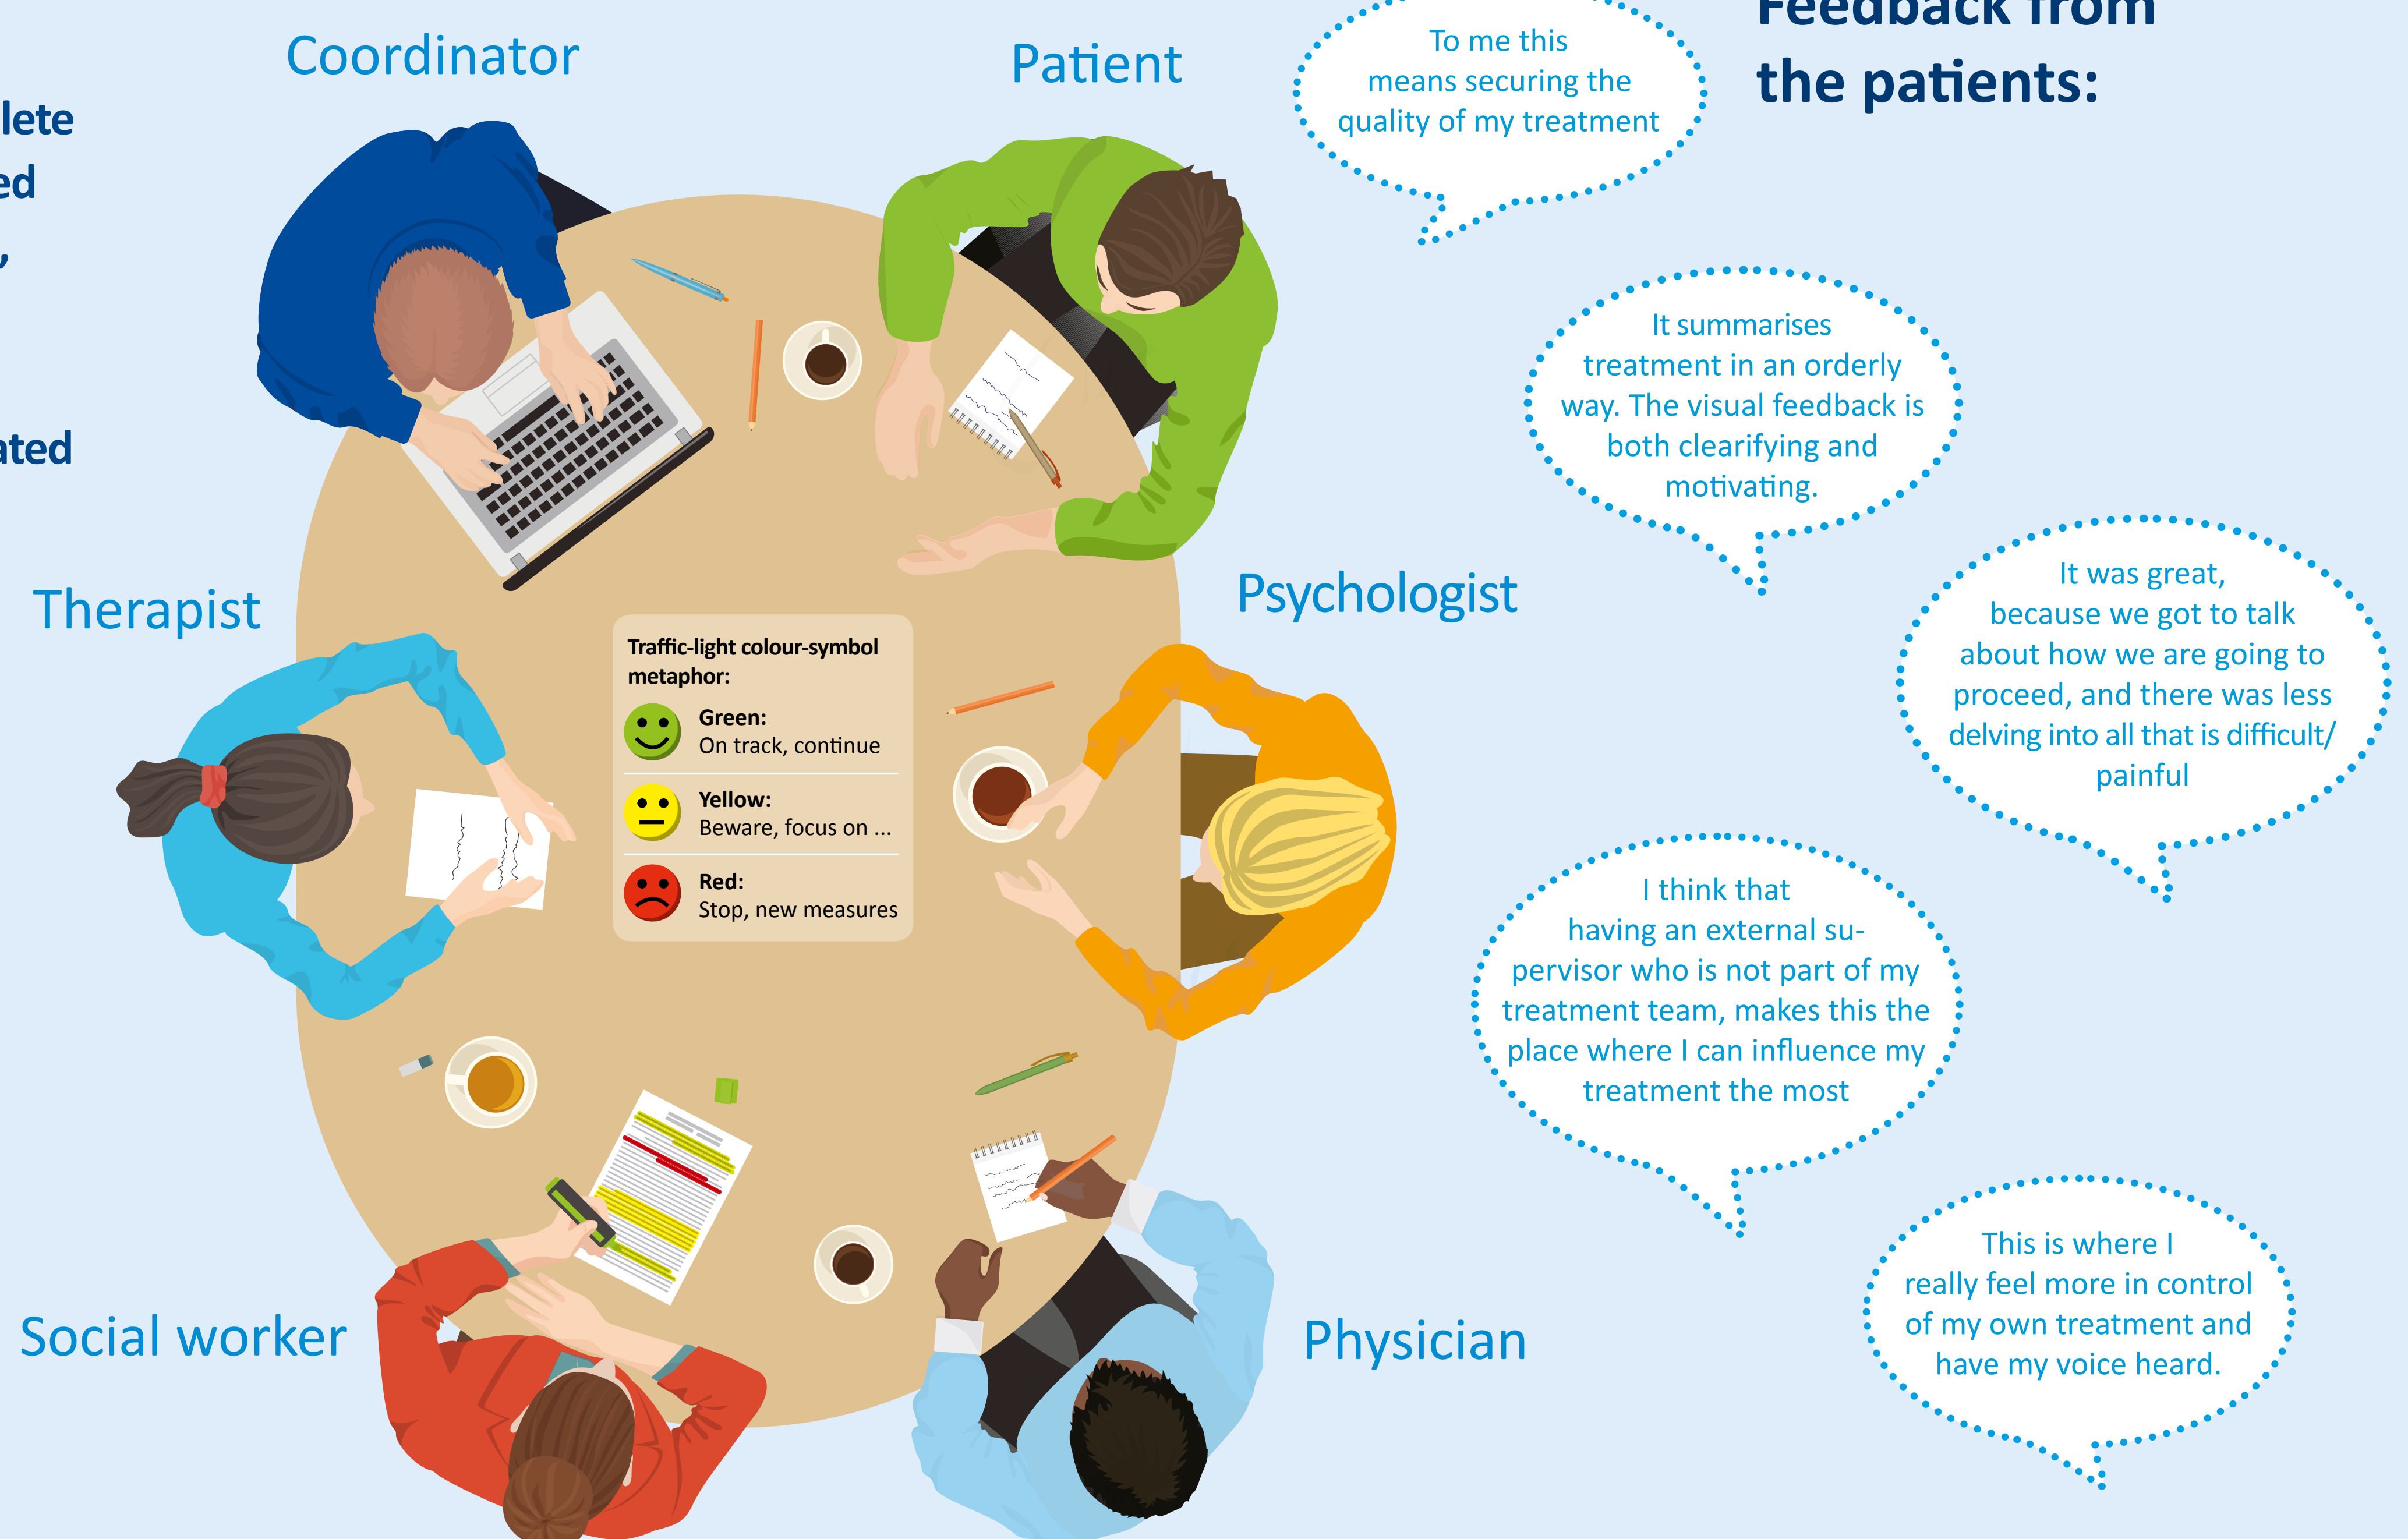 Coordinator
Patient
Therapist
Psychologist
Social worker
Physician
Traffic-light colour-symbol
metaphor:
Green:
On track, continue
Yellow:
Beware, focus on ...
Red:
Stop, new measures
Feedback from
the patients:
To me this
means securing the
quality of my treatment
It summarises
treatment in an orderly
way. The visual feedback is
both clearifying and
motivating.
It was great,
because we got to talk
about how we are going to
proceed, and there was less
delving into all that is difficult/
painful
I think that
having an external su-
pervisor who is not part of my
treatment team, makes this the
place where I can influence my
treatment the most
This is where I
really feel more in control
of my own treatment and
have my voice heard.